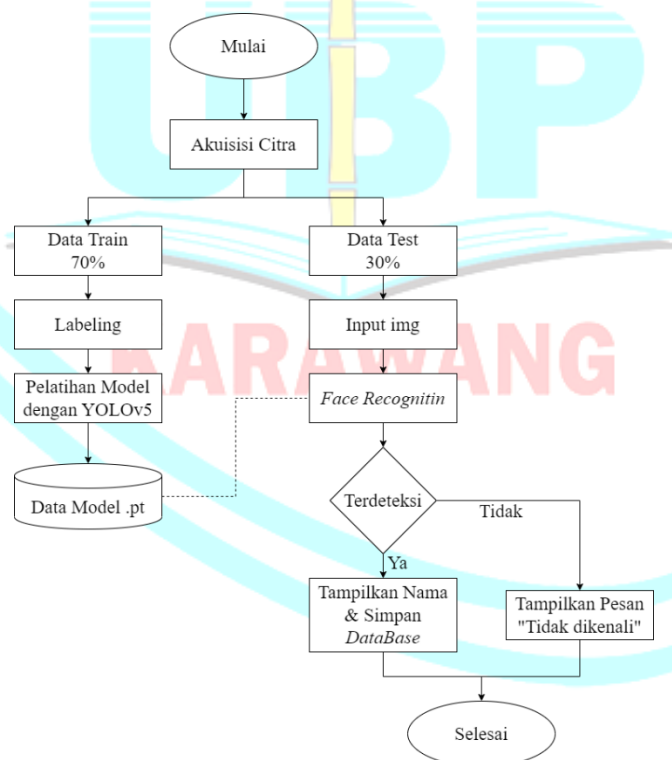 UBP
KARAWANG
Mulai
Akuisisi Citra
Data Train
70%
Labeling
Pelatihan Model
dengan YOLOv5
Data Model .pt
Data Test
30%
Input img
Face Recognitin
Terdeteksi
Tidak
Ya
Tampilkan Nama
& Simpan
DataBase
Tampilkan Pesan
"Tidak dikenali"
Selesai